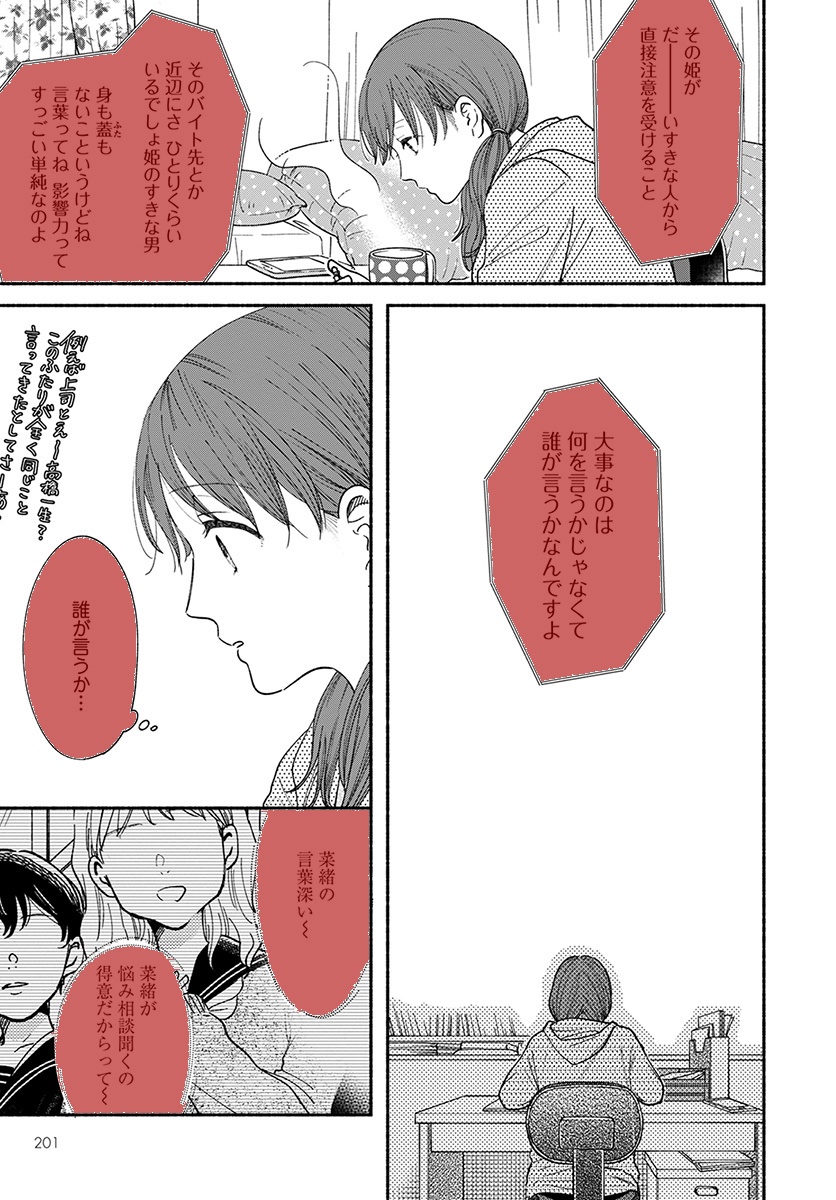 その姫が
だ――いすきな人から
直接注意を受けること
そのバイト先とか
近辺にさ ひとりくらい
いるでしょ姫のすきな男
身も蓋も
ふた
ないこというけどね
言葉ってね 影響力って
すっごい単純なのよ
大事なのは
何を言うかじゃなくて
誰が言うかなんですよ
例えば上司とえ〜高橋一生?
このふたりが全く同じこと
言ってきたとしてさ
誰が言うか…
菜緒の
言葉深い〜
菜緒が
悩み相談聞くの
得意だからって〜
201